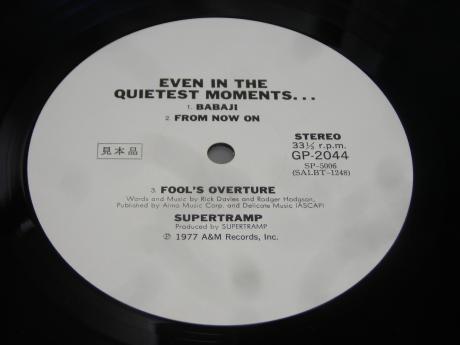 EVEN IN THE
QUIETEST MOMENTS...
1. BABAJI
2. FROM NOW ON
見本品
STEREO
33⅓ r.p.m.
GP-2044
SP-5006
(SALBT-1248)
3. FOOL'S OVERTURE
Words and Music by Rick Davies and Rodger Hodgson,
Published by Almo Music Corp. and Delicate Music (ASCAP)
SUPERTRAMP
Produced by SUPERTRAMP
℗ 1977 A&M Records, Inc.